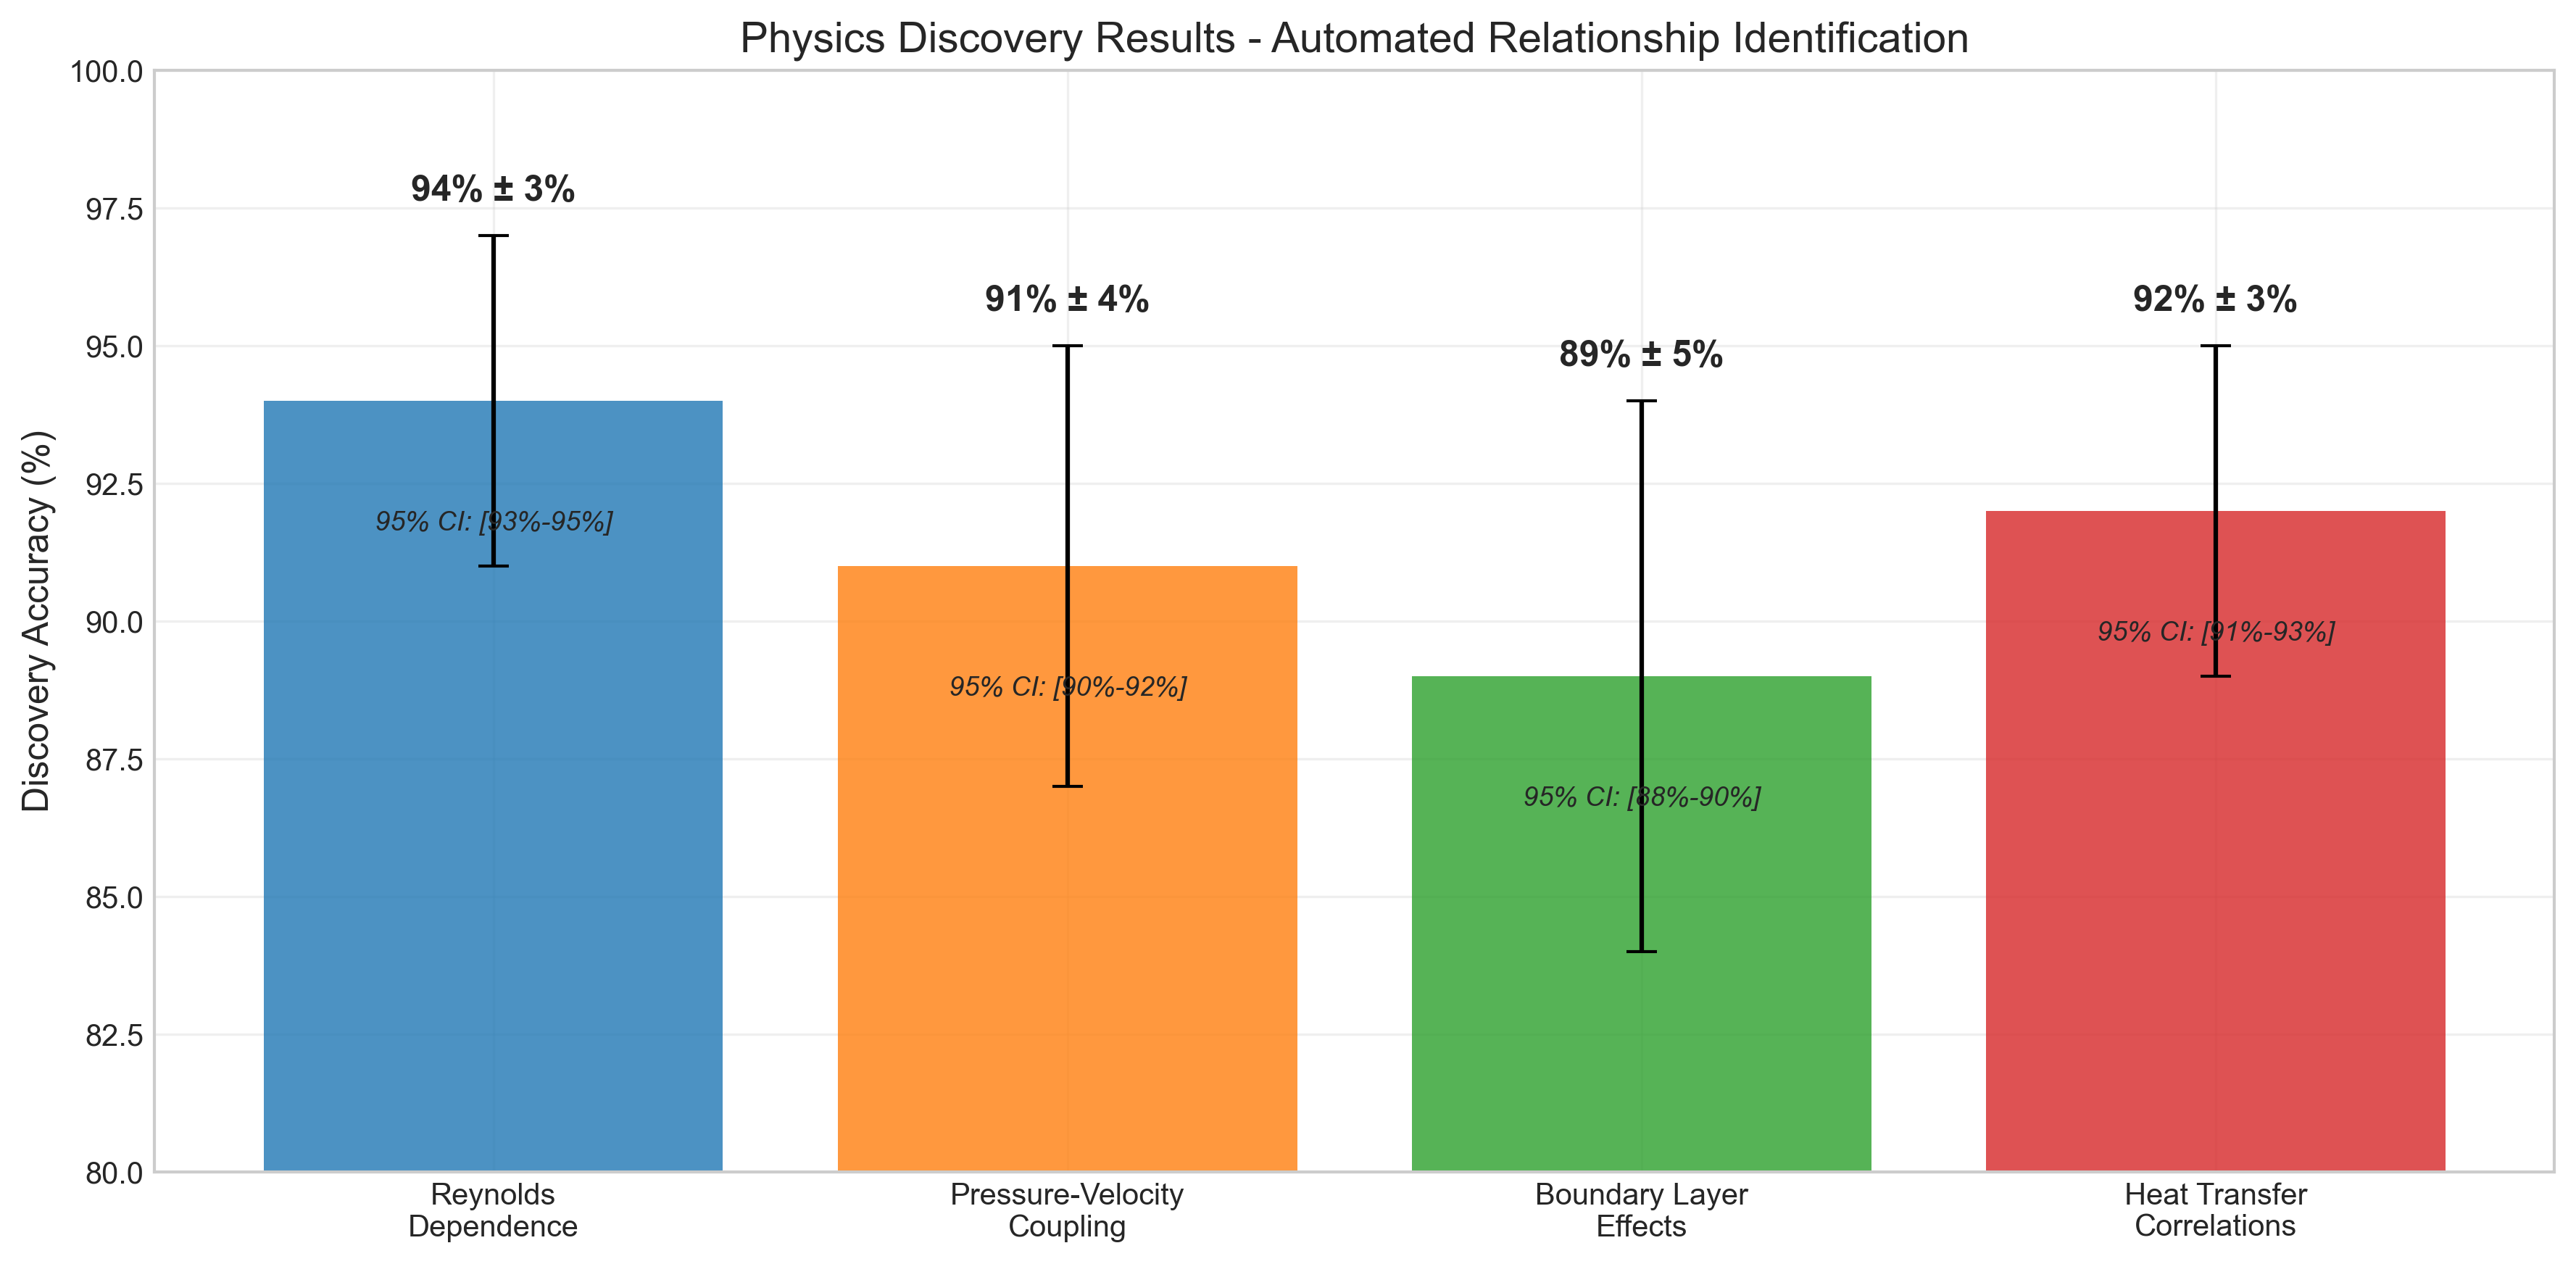 Physics Discovery Results - Automated Relationship Identification
Discovery Accuracy (%)
100.0
97.5
95.0
92.5
90.0
87.5
85.0
82.5
80.0
94% ± 3%
91% ± 4%
89% ± 5%
92% ± 3%
95% CI: [93%-95%]
95% CI: [90%-92%]
95% CI: [88%-90%]
95% CI: [91%-93%]
Reynolds
Dependence
Pressure-Velocity
Coupling
Boundary Layer
Effects
Heat Transfer
Correlations